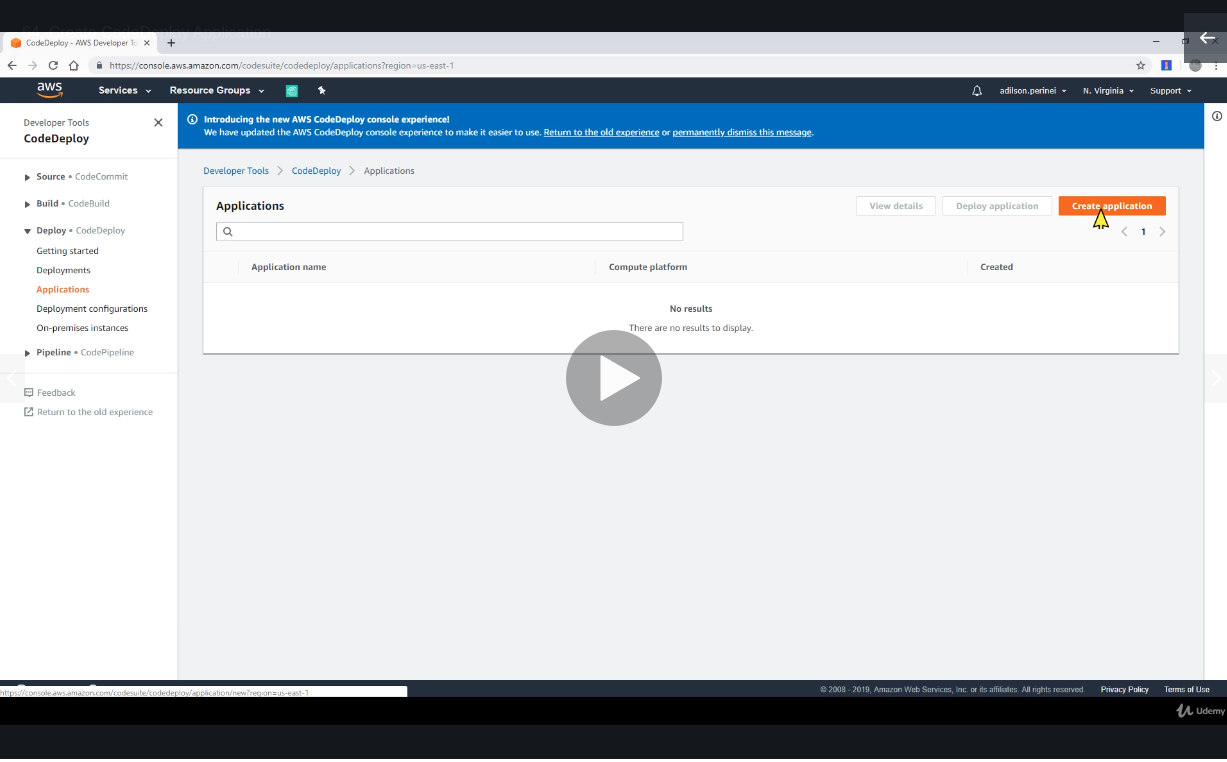 Create CodeDeploy Application
CodeDeploy - AWS Developer To
https://console.aws.amazon.com/codesuite/codedeploy/applications?region=us-east-1
aws Services Resource Groups adilson.perinei N. Virginia Support
Developer Tools
CodeDeploy
Introducing the new AWS CodeDeploy console experience!
We have updated the AWS CodeDeploy console experience to make it easier to use. Return to the old experience or permanently dismiss this message.
Source • CodeCommit
Build • CodeBuild
Deploy • CodeDeploy
Getting started
Deployments
Applications
Deployment configurations
On-premises instances
Pipeline • CodePipeline
Feedback
Return to the old experience
Developer Tools CodeDeploy Applications
Applications View details Deploy application Create application
1
Application name Compute platform Created
No results
There are no results to display.
https://console.aws.amazon.com/codesuite/codedeploy/application/new?region=us-east-1
© 2008 - 2019, Amazon Web Services, Inc. or its affiliates. All rights reserved. Privacy Policy Terms of Use
Udemy